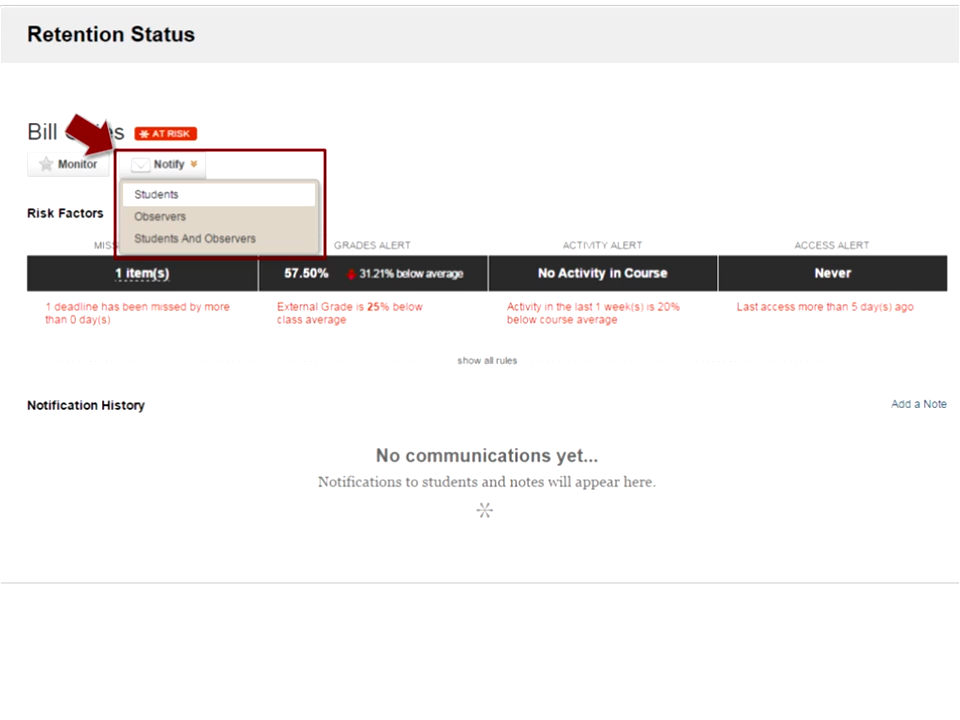 Retention Status
Bill
AT RISK
Monitor
Notify
Students
Observers
Students And Observers
Risk Factors
GRADES ALERT
ACTIVITY ALERT
ACCESS ALERT
1 item(s)
57.50% 31.21% below average
No Activity in Course
Never
1 deadline has been missed by more
than 0 day(s)
External Grade is 25% below
class average
Activity in the last 1 week(s) is 20%
below course average
Last access more than 5 day(s) ago
show all rules
Notification History
Add a Note
No communications yet...
Notifications to students and notes will appear here.